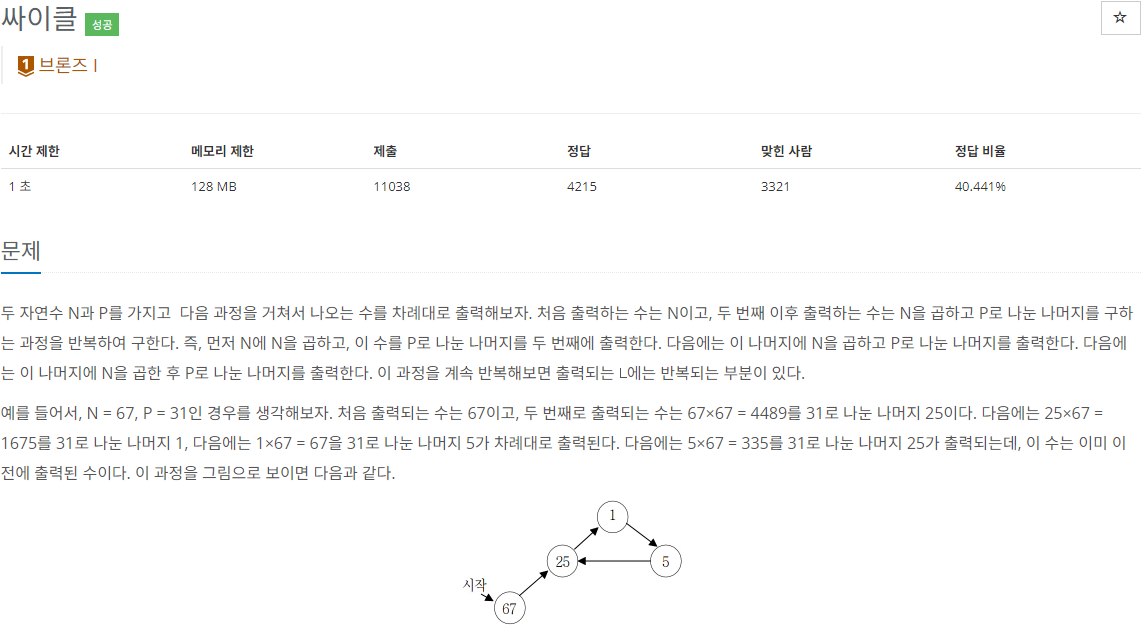 싸이클 성공
1 브론즈 I
시간 제한 메모리 제한 제출 정답 맞힌 사람 정답 비율
1 초 128 MB 11038 4215 3321 40.441%
문제
두 자연수 N과 P를 가지고  다음 과정을 거쳐서 나오는 수를 차례대로 출력해보자. 처음 출력하는 수는 N이고, 두 번째 이후 출력하는 수는 N을 곱하고 P로 나눈 나머지를 구하
는 과정을 반복하여 구한다. 즉, 먼저 N에 N을 곱하고, 이 수를 P로 나눈 나머지를 두 번째에 출력한다. 다음에는 이 나머지에 N을 곱하고 P로 나눈 나머지를 출력한다. 다음에
는 이 나머지에 N을 곱한 후 P로 나눈 나머지를 출력한다. 이 과정을 계속 반복해보면 출력되는 L에는 반복되는 부분이 있다.
예를 들어서, N = 67, P = 31인 경우를 생각해보자. 처음 출력되는 수는 67이고, 두 번째로 출력되는 수는 67×67 = 4489를 31로 나눈 나머지 25이다. 다음에는 25×67 =
1675를 31로 나눈 나머지 1, 다음에는 1×67 = 67을 31로 나눈 나머지 5가 차례대로 출력된다. 다음에는 5×67 = 335를 31로 나눈 나머지 25가 출력되는데, 이 수는 이미 이
전에 출력된 수이다. 이 과정을 그림으로 보이면 다음과 같다.
1
25 5
시작
67